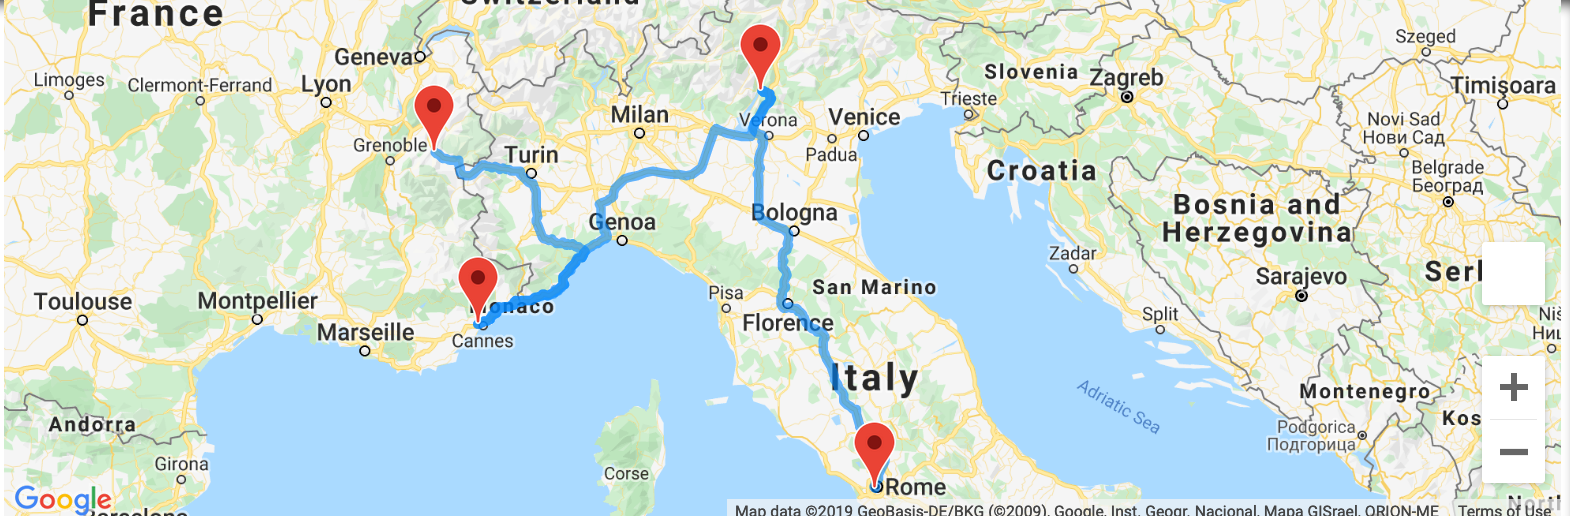 France
Switzerland
Geneva
Limoges
Clermont-Ferrand
Lyon
Grenoble
Turin
Milan
Verona
Venice
Padua
Trieste
Slovenia
Zagreb
Szeged
Timișoara
Novi Sad
Нови Сад
Belgrade
Београд
Croatia
Bosnia and
Herzegovina
Genoa
Bologna
Zadar
Sarajevo
Ser
Toulouse
Montpellier
Marseille
Monaco
Cannes
Pisa
Florence
San Marino
Split
Niš
Ни
Italy
Adriatic Sea
Montenegro
Kos
Podgorica
Подгорица
Andorra
Girona
Corse
Rome
Google
Barcelona
North
Map data ©2019 GeoBasis-DE/BKG (©2009), Google, Inst. Geogr. Nacional, Mapa GISrael, ORION-ME
Terms of Use